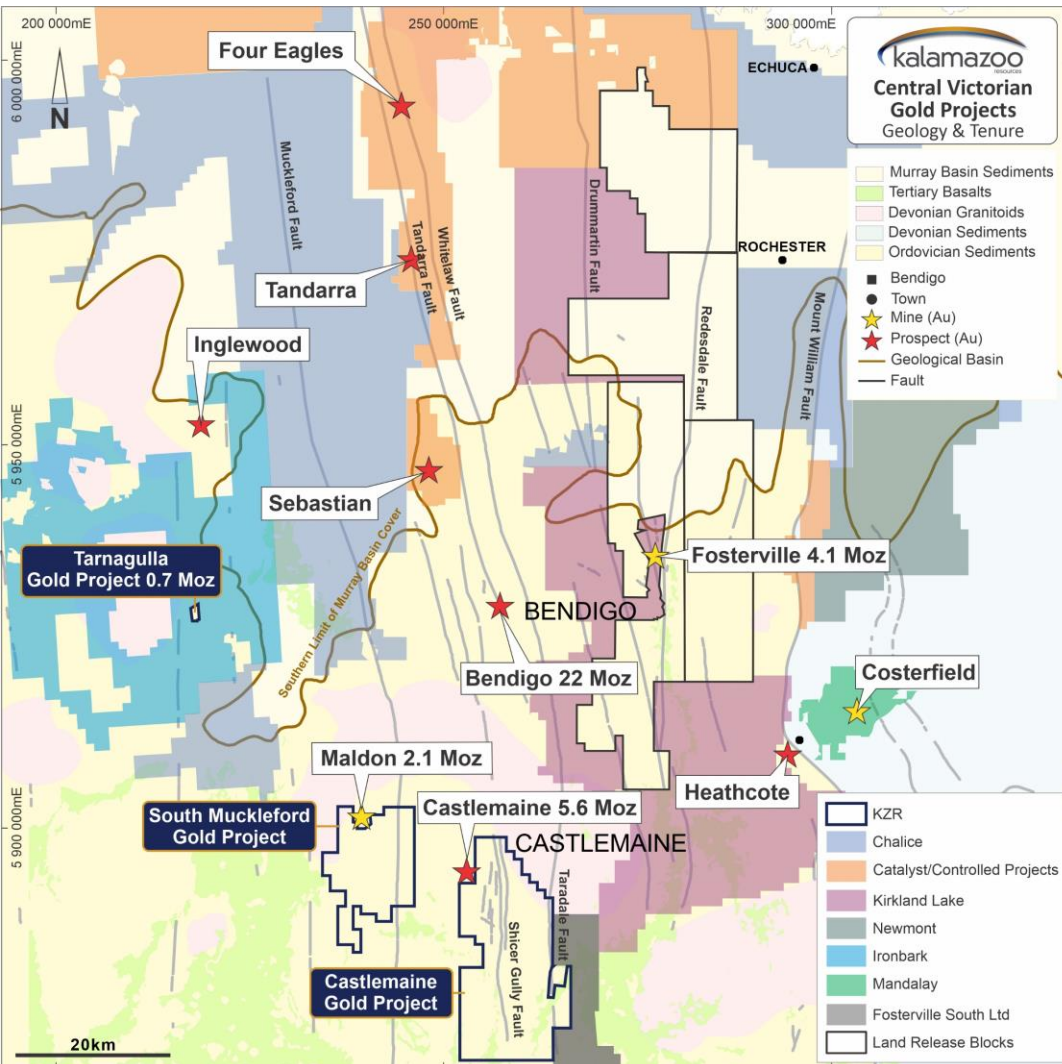 200 000mE
250 000mE
300 000mE
6 000 000mE
5 950 000mE
5 900 000mE
N
kalamazoo
resources
Central Victorian
Gold Projects
Geology & Tenure
Murray Basin Sediments
Tertiary Basalts
Devonian Granitoids
Devonian Sediments
Ordovician Sediments
Bendigo
Town
Mine (Au)
Prospect (Au)
Geological Basin
Fault
Four Eagles
ECHUCA
Muckleford Fault
Tandarra Fault
Whitelaw Fault
Drummartin Fault
Redesdale Fault
ROCHESTER
Mount William Fault
Tandarra
Inglewood
Sebastian
Tarnagulla
Gold Project 0.7 Moz
Southern Limit of Murray Basin Cover
Fosterville 4.1 Moz
BENDIGO
Bendigo 22 Moz
Costerfield
Heathcote
Maldon 2.1 Moz
South Muckleford
Gold Project
Castlemaine 5.6 Moz
CASTLEMAINE
Taradale Fault
Shicer Gully Fault
Castlemaine
Gold Project
20km
KZR
Chalice
Catalyst/Controlled Projects
Kirkland Lake
Newmont
Ironbark
Mandalay
Fosterville South Ltd
Land Release Blocks